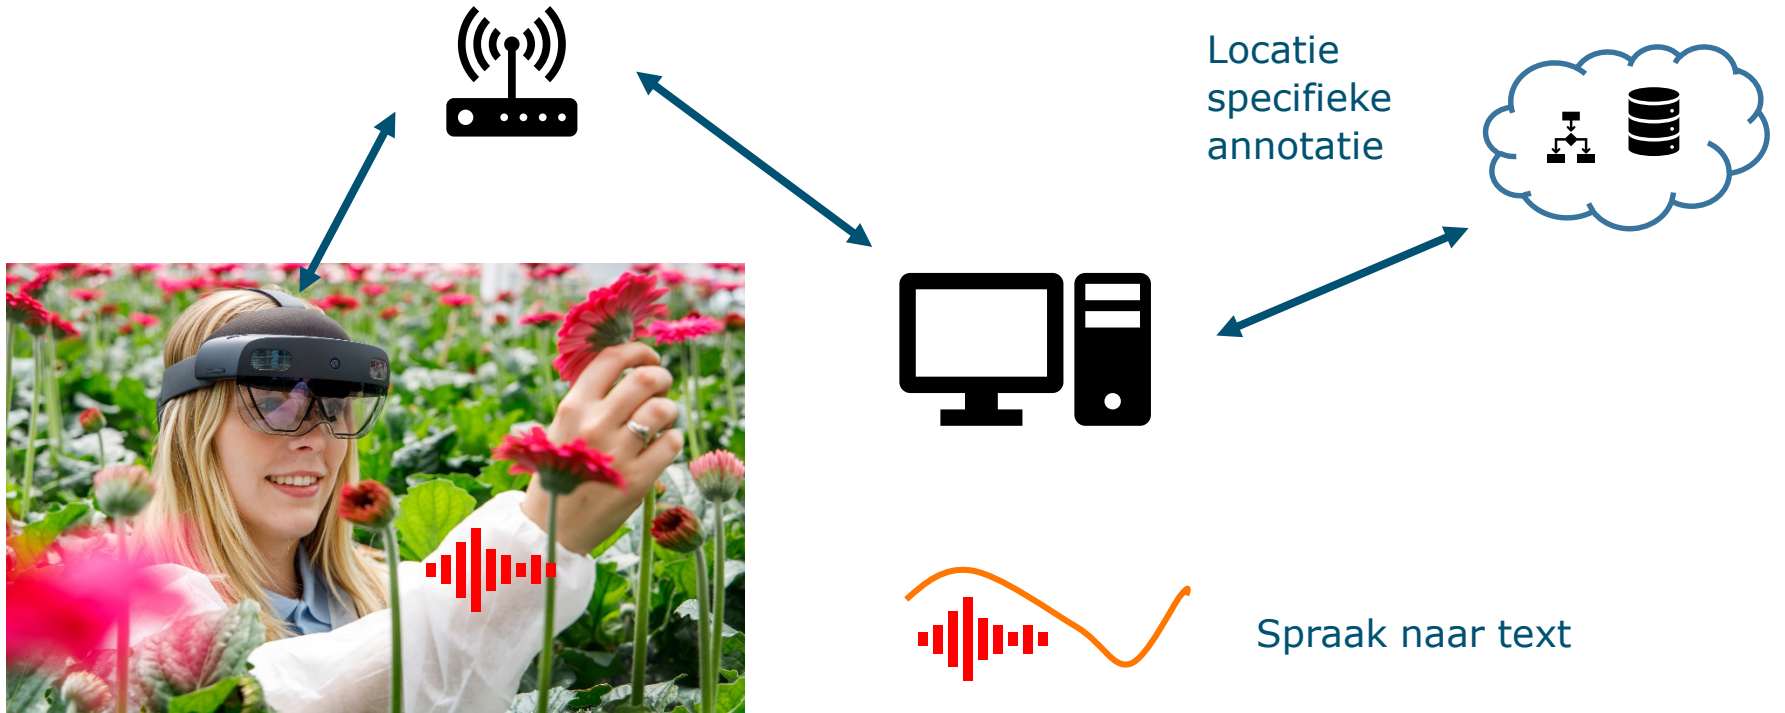 Locatie
specifieke
annotatie
Spraak naar text